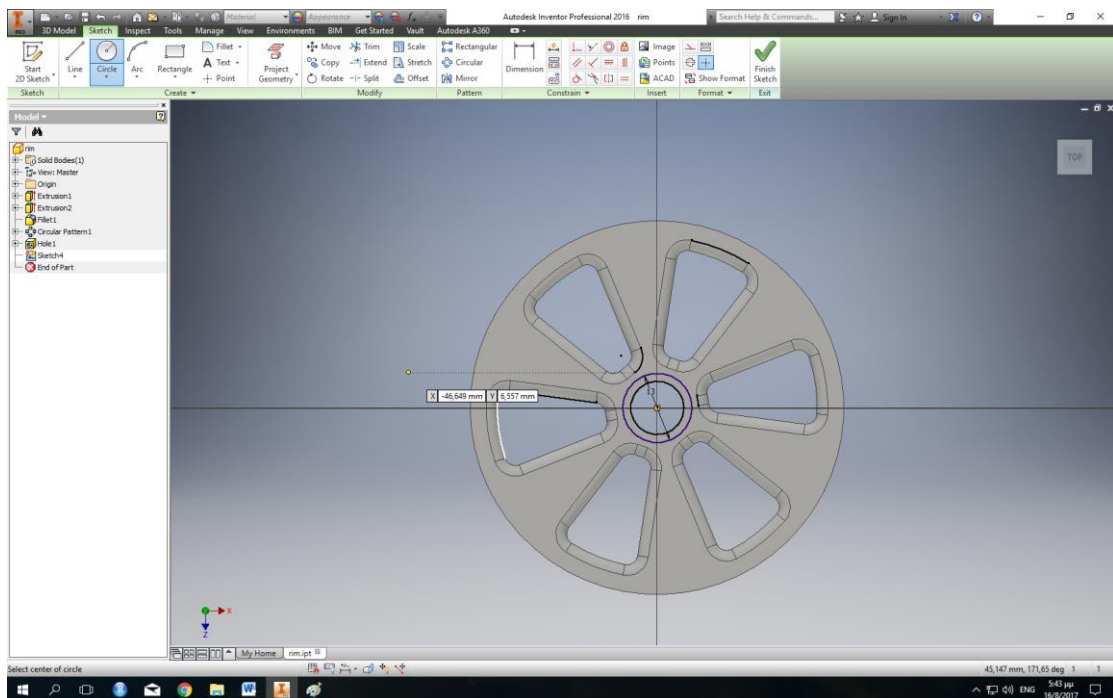 Material Appearance Autodesk Inventor Professional 2016 rim Search Help & Commands... Sign In
PRO 3D Model Sketch Inspect Tools Manage View Environments BIM Get Started Vault Autodesk A360
Start 2D Sketch Line Circle Arc Rectangle Fillet Text Point Project Geometry Move Copy Rotate Trim Extend Split Scale Stretch Offset Rectangular Circular Mirror Dimension Image Points ACAD Show Format Finish Sketch
Sketch Create Modify Pattern Constrain Insert Format Exit
Model
rim
Solid Bodies(1)
View: Master
Origin
Extrusion1
Extrusion2
Fillet1
Circular Pattern1
Hole1
Sketch4
End of Part
TOP
13
X -46,649 mm Y 6,557 mm
X
Z
My Home rim.ipt
Select center of circle 45,147 mm, 171,65 deg 1 1
ENG 5:43 μμ
16/8/2017